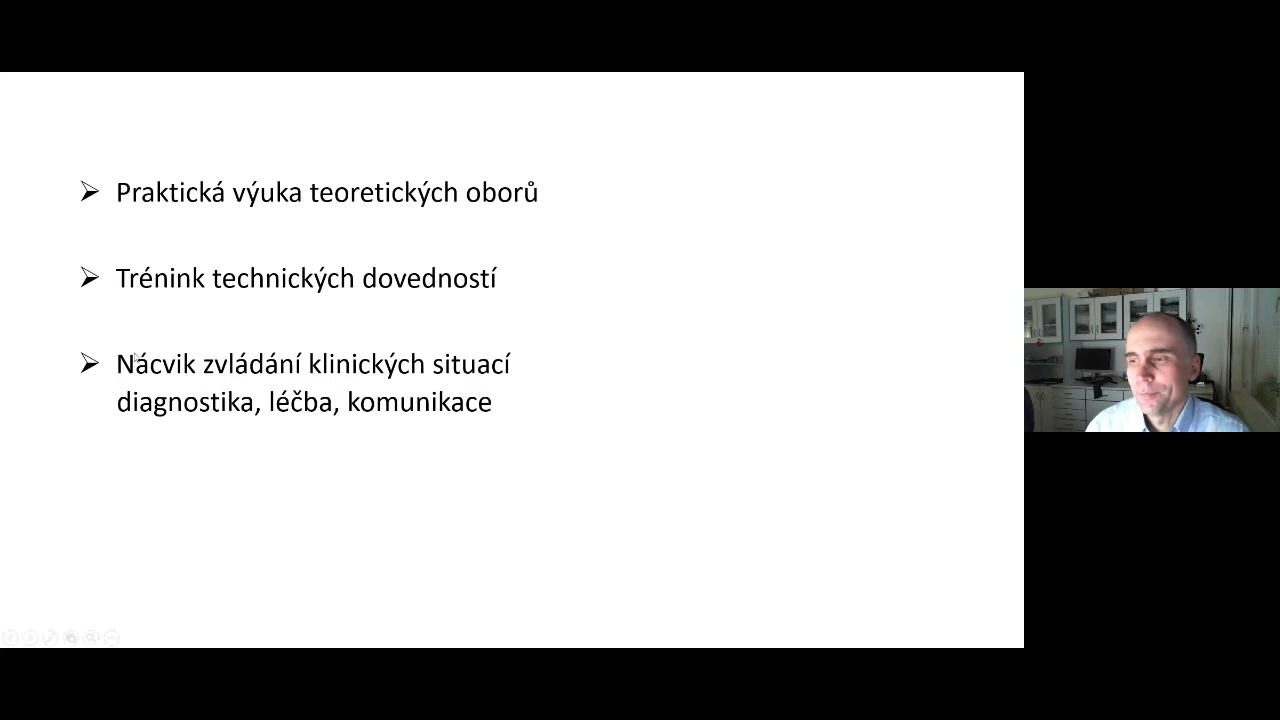 Praktická výuka teoretických oborů
Trénink technických dovedností
Nácvik zvládání klinických situací
diagnostika, léčba, komunikace